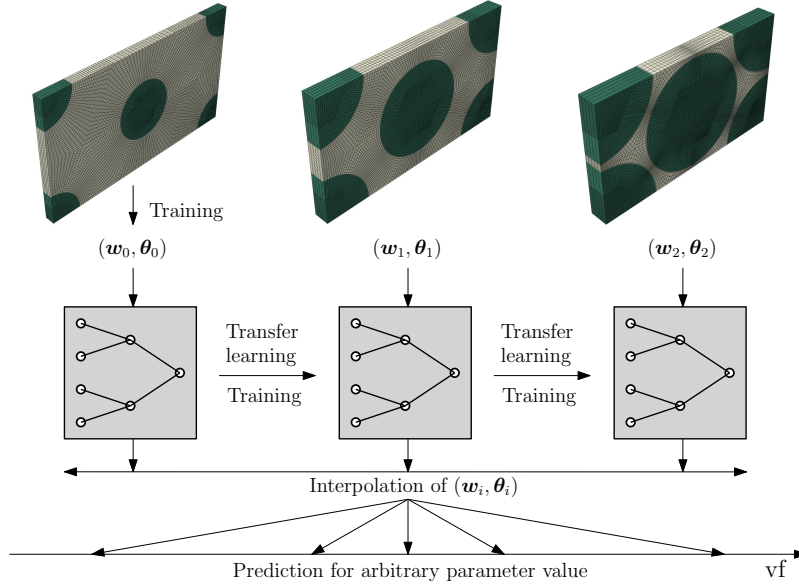 Training
(w₀, θ₀)
(w₁, θ₁)
(w₂, θ₂)
Transfer
learning
Training
Transfer
learning
Training
Interpolation of (wᵢ, θᵢ)
Prediction for arbitrary parameter value
vf